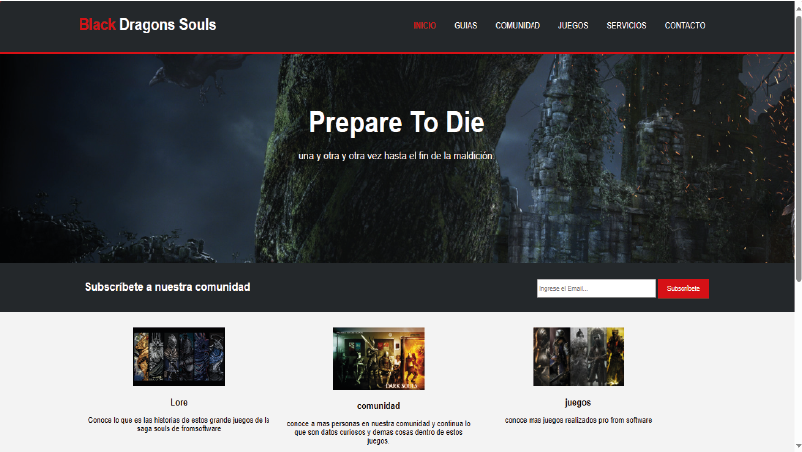 Black Dragons Souls
INICIO GUIAS COMUNIDAD JUEGOS SERVICIOS CONTACTO
Prepare To Die
una y otra y otra vez hasta el fin de la maldición
Subscríbete a nuestra comunidad
Ingrese el Email...
Subscríbete
DARK SOULS
Lore
Conoce lo que es las historias de estos grande juegos de la
saga souls de fromsoftware
comunidad
conoce a mas personas en nuestra comunidad y continua lo
que son datos curiosos y demas cosas dentro de estos
juegos.
juegos
conoce mas juegos realizados pro from software